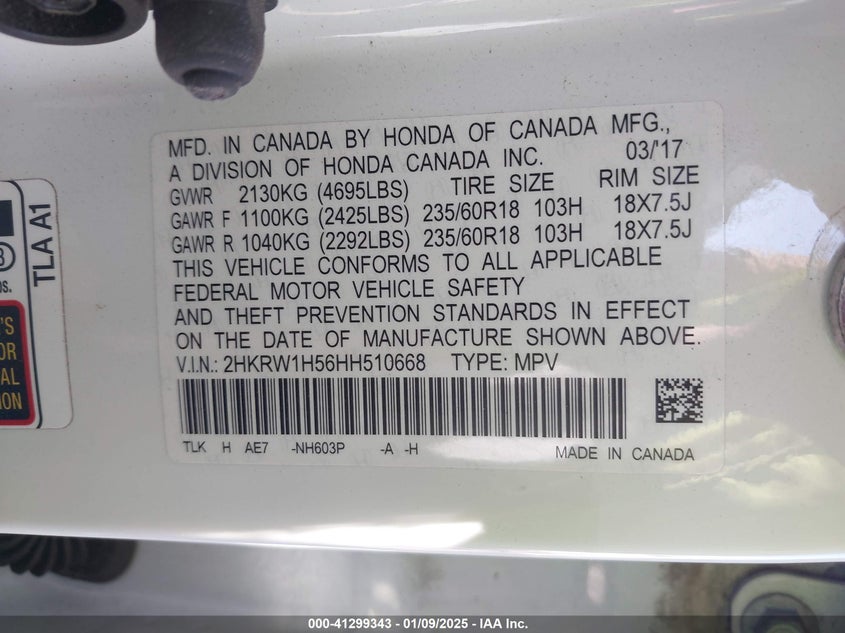 MFD. IN CANADA BY HONDA OF CANADA MFG.,
A DIVISION OF HONDA CANADA INC. 03/'17
GVWR 2130KG (4695LBS) TIRE SIZE RIM SIZE
GAWR F 1100KG (2425LBS) 235/60R18 103H 18X7.5J
GAWR R 1040KG (2292LBS) 235/60R18 103H 18X7.5J
THIS VEHICLE CONFORMS TO ALL APPLICABLE
FEDERAL MOTOR VEHICLE SAFETY
AND THEFT PREVENTION STANDARDS IN EFFECT
ON THE DATE OF MANUFACTURE SHOWN ABOVE.
V.I.N.: 2HKRW1H56HH510668 TYPE: MPV
TLK H AE7 -NH603P -A -H MADE IN CANADA
TLA A1
000-41299343 - 01/09/2025 - IAA Inc.